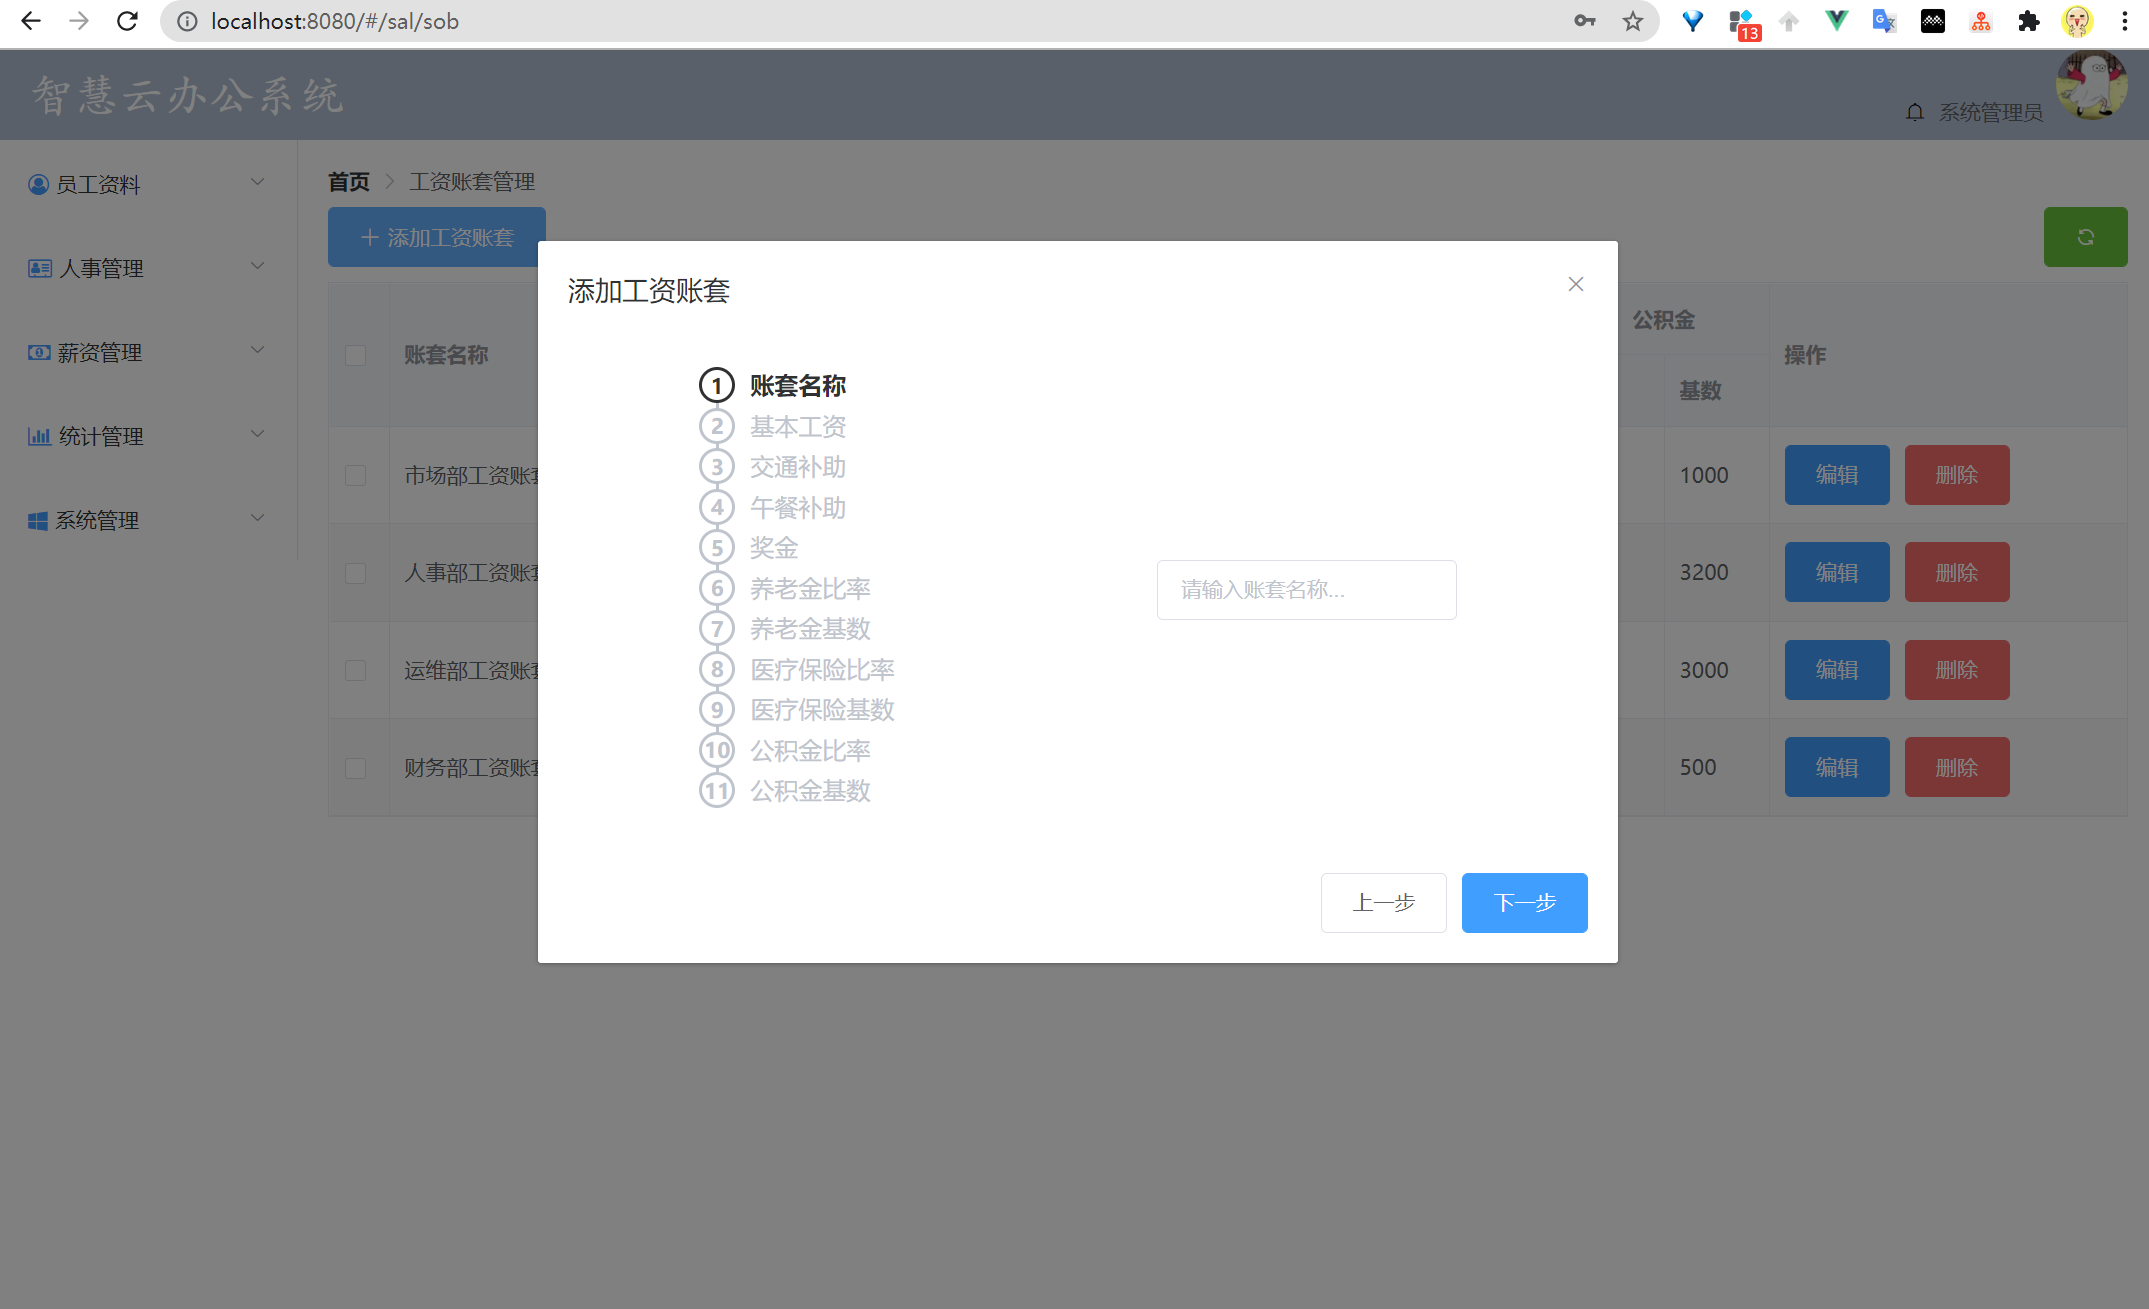 localhost:8080/#/sal/sob
13
智慧云办公系统
系统管理员
员工资料
人事管理
薪资管理
统计管理
系统管理
首页 工资账套管理
添加工资账套
账套名称
公积金
操作
基数
市场部工资账套
1000
编辑 删除
人事部工资账套
3200
编辑 删除
运维部工资账套
3000
编辑 删除
财务部工资账套
500
编辑 删除
添加工资账套
1 账套名称
2 基本工资
3 交通补助
4 午餐补助
5 奖金
6 养老金比率
7 养老金基数
8 医疗保险比率
9 医疗保险基数
10 公积金比率
11 公积金基数
请输入账套名称...
上一步 下一步